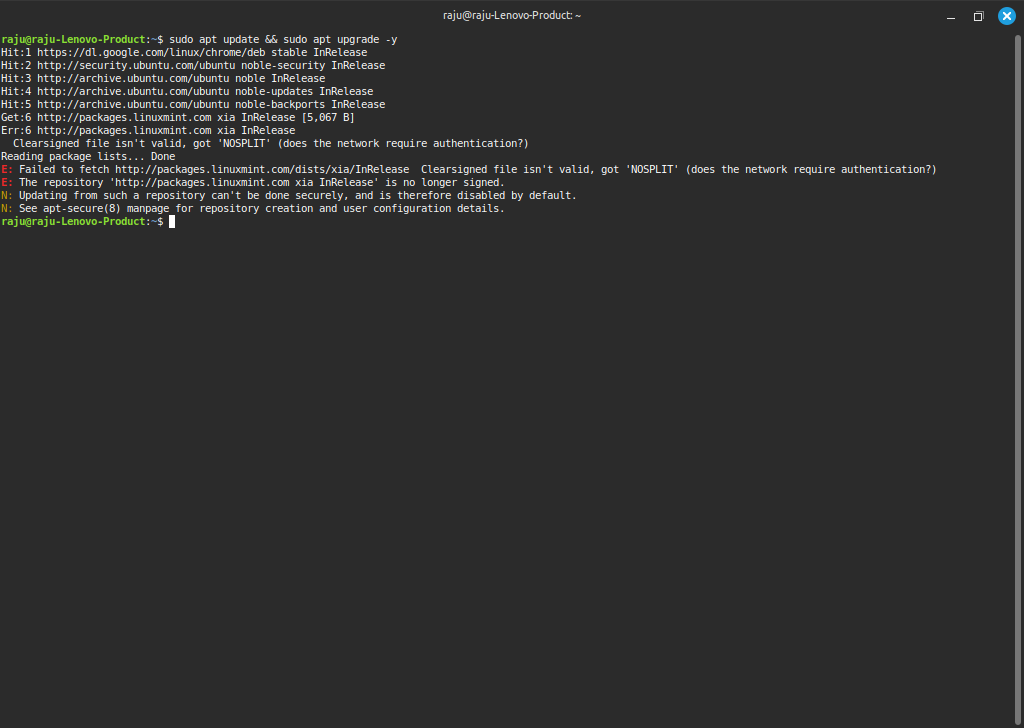 raju@raju-Lenovo-Product: ~
raju@raju-Lenovo-Product:~$ sudo apt update && sudo apt upgrade -y
Hit:1 https://dl.google.com/linux/chrome/deb stable InRelease
Hit:2 http://security.ubuntu.com/ubuntu noble-security InRelease
Hit:3 http://archive.ubuntu.com/ubuntu noble InRelease
Hit:4 http://archive.ubuntu.com/ubuntu noble-updates InRelease
Hit:5 http://archive.ubuntu.com/ubuntu noble-backports InRelease
Get:6 http://packages.linuxmint.com xia InRelease [5,067 B]
Err:6 http://packages.linuxmint.com xia InRelease
  Clearsigned file isn't valid, got 'NOSPLIT' (does the network require authentication?)
Reading package lists... Done
E: Failed to fetch http://packages.linuxmint.com/dists/xia/InRelease  Clearsigned file isn't valid, got 'NOSPLIT' (does the network require authentication?)
E: The repository 'http://packages.linuxmint.com xia InRelease' is no longer signed.
N: Updating from such a repository can't be done securely, and is therefore disabled by default.
N: See apt-secure(8) manpage for repository creation and user configuration details.
raju@raju-Lenovo-Product:~$